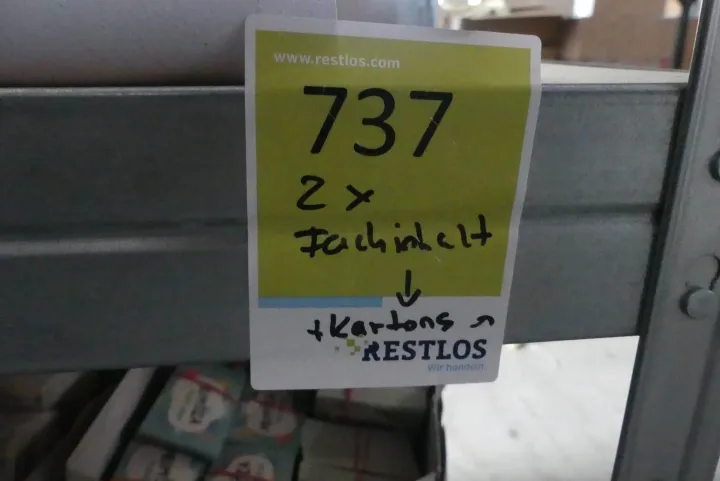 www.restlos.com
737
2 x
Fachinhalt
↓
+Kartons →
RESTLOS
Wir handeln.